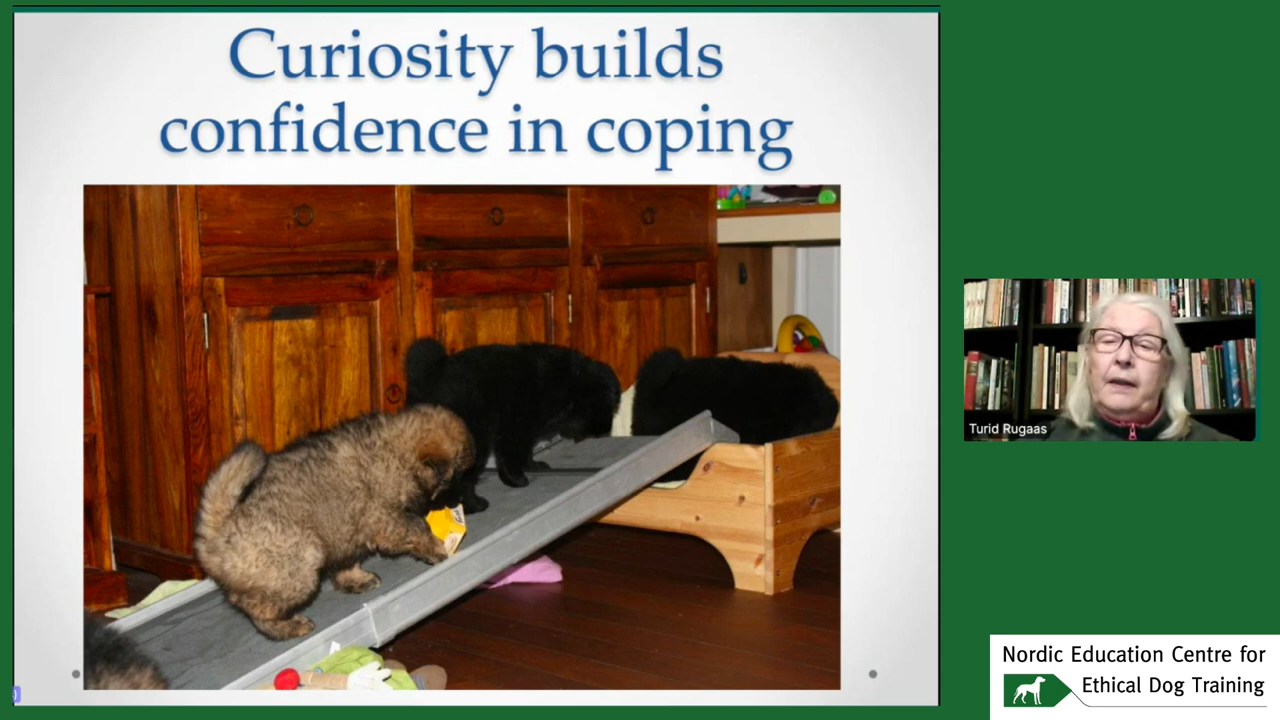 Curiosity builds
confidence in coping
Turid Rugaas
Nordic Education Centre for
Ethical Dog Training